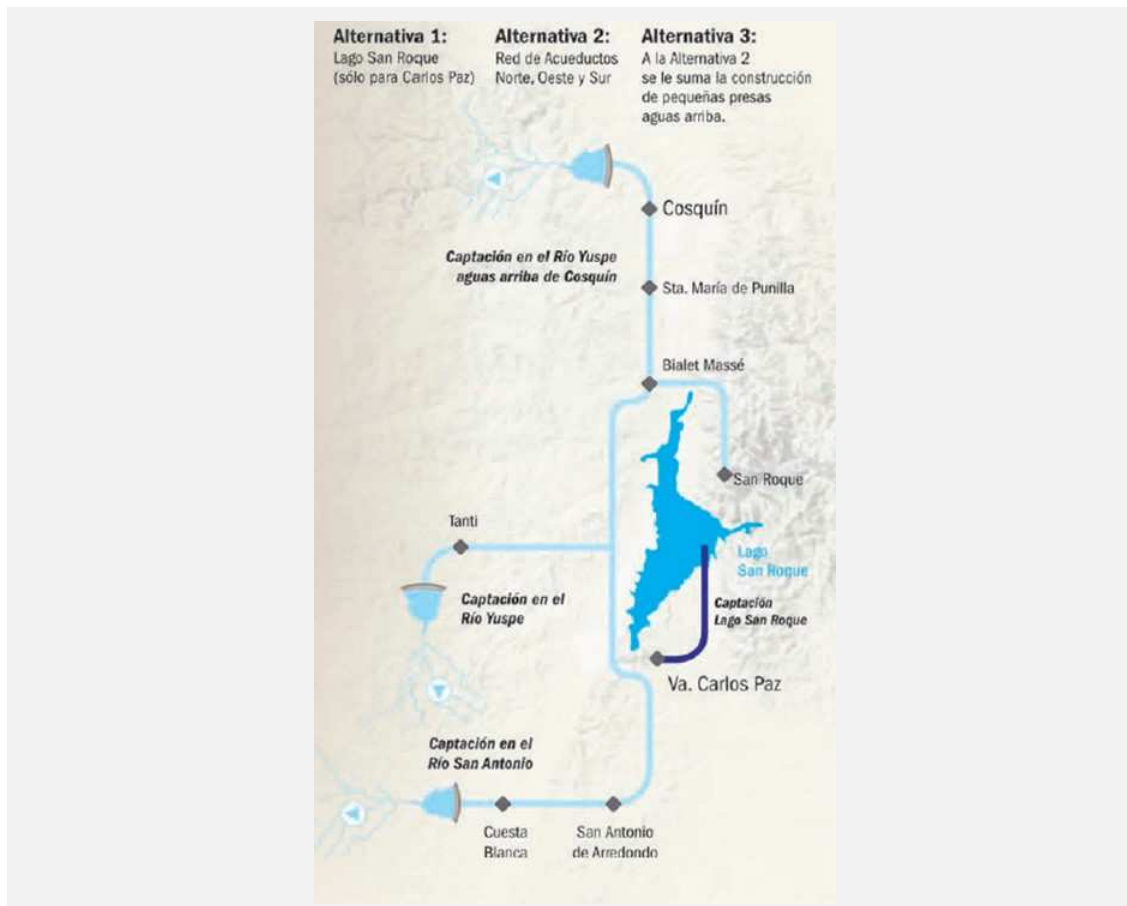 Alternativa 1:
Lago San Roque
(sólo para Carlos Paz)
Alternativa 2:
Red de Acueductos
Norte, Oeste y Sur
Alternativa 3:
A la Alternativa 2
se le suma la construcción
de pequeñas presas
aguas arriba.
Cosquín
Captación en el Río Yuspe
aguas arriba de Cosquín
Sta. María de Punilla
Bialet Massé
San Roque
Tanti
Lago
San Roque
Captación en el
Río Yuspe
Captación
Lago San Roque
Va. Carlos Paz
Captación en el
Río San Antonio
Cuesta
Blanca
San Antonio
de Arredondo